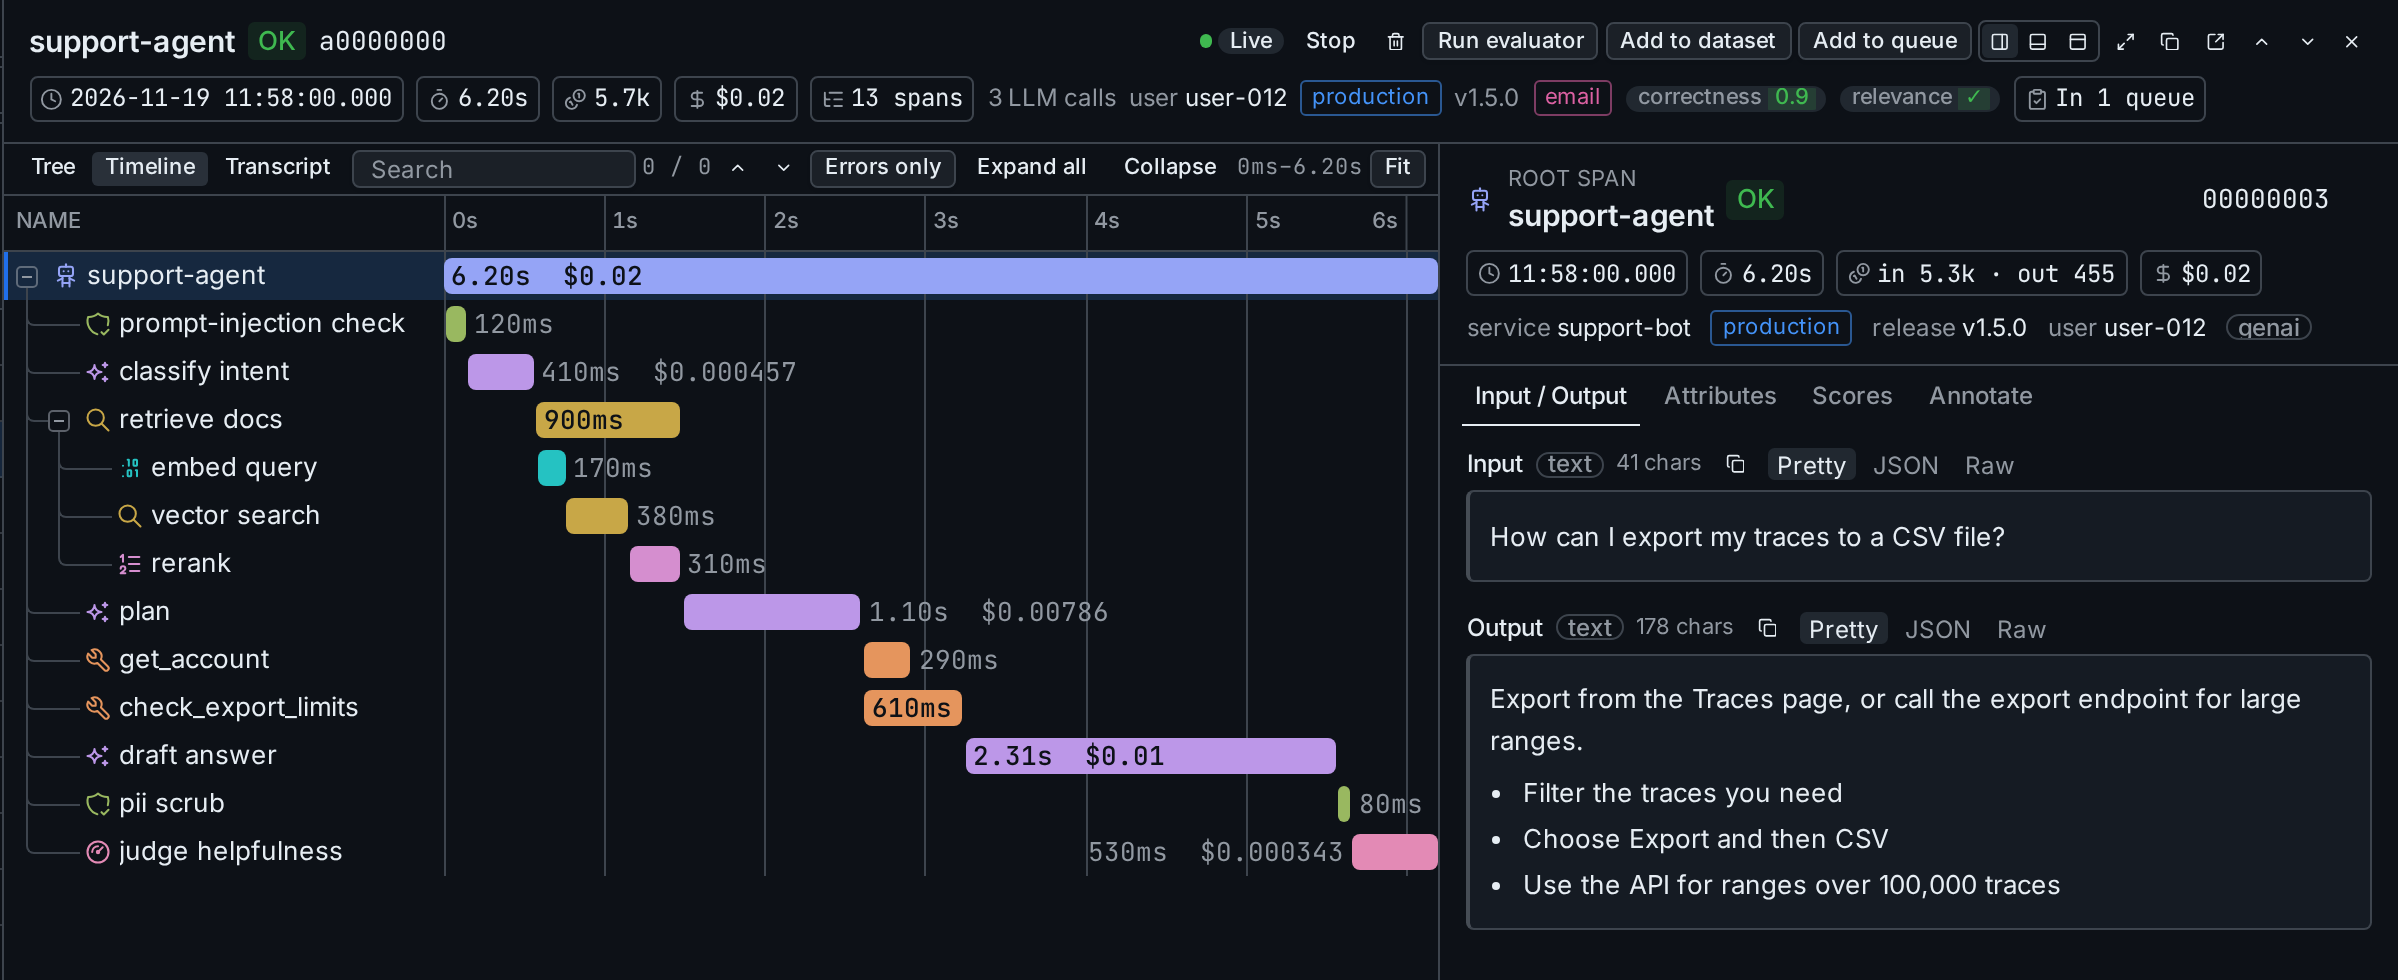 support-agent OK a0000000 Live Stop Run evaluator Add to dataset Add to queue
2026-11-19 11:58:00.000 6.20s 5.7k $0.02 13 spans 3 LLM calls user user-012 production v1.5.0 email correctness 0.9 relevance ✓ In 1 queue
Tree Timeline Transcript Search 0 / 0 Errors only Expand all Collapse 0ms–6.20s Fit
NAME 0s 1s 2s 3s 4s 5s 6s
support-agent 6.20s $0.02
prompt-injection check 120ms
classify intent 410ms $0.000457
retrieve docs 900ms
embed query 170ms
vector search 380ms
rerank 310ms
plan 1.10s $0.00786
get_account 290ms
check_export_limits 610ms
draft answer 2.31s $0.01
pii scrub 80ms
judge helpfulness 530ms $0.000343
ROOT SPAN
support-agent OK 00000003
11:58:00.000 6.20s in 5.3k · out 455 $0.02
service support-bot production release v1.5.0 user user-012 genai
Input / Output Attributes Scores Annotate
Input text 41 chars Pretty JSON Raw
How can I export my traces to a CSV file?
Output text 178 chars Pretty JSON Raw
Export from the Traces page, or call the export endpoint for large
ranges.
• Filter the traces you need
• Choose Export and then CSV
• Use the API for ranges over 100,000 traces